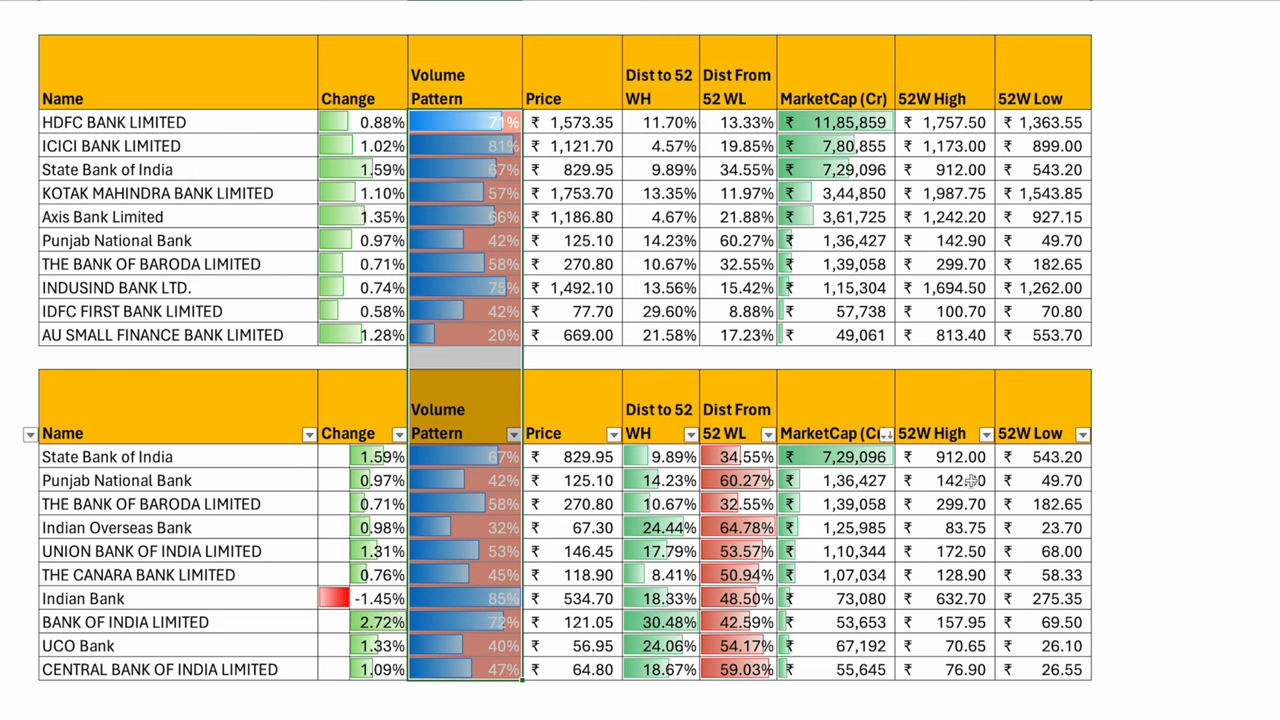 Name Change Volume Pattern Price Dist to 52 WH Dist From 52 WL MarketCap (Cr) 52W High 52W Low
HDFC BANK LIMITED 0.88% 71% ₹ 1,573.35 11.70% 13.33% ₹ 11,85,859 ₹ 1,757.50 ₹ 1,363.55
ICICI BANK LIMITED 1.02% 81% ₹ 1,121.70 4.57% 19.85% ₹ 7,80,855 ₹ 1,173.00 ₹ 899.00
State Bank of India 1.59% 67% ₹ 829.95 9.89% 34.55% ₹ 7,29,096 ₹ 912.00 ₹ 543.20
KOTAK MAHINDRA BANK LIMITED 1.10% 57% ₹ 1,753.70 13.35% 11.97% ₹ 3,44,850 ₹ 1,987.75 ₹ 1,543.85
Axis Bank Limited 1.35% 66% ₹ 1,186.80 4.67% 21.88% ₹ 3,61,725 ₹ 1,242.20 ₹ 927.15
Punjab National Bank 0.97% 42% ₹ 125.10 14.23% 60.27% ₹ 1,36,427 ₹ 142.90 ₹ 49.70
THE BANK OF BARODA LIMITED 0.71% 58% ₹ 270.80 10.67% 32.55% ₹ 1,39,058 ₹ 299.70 ₹ 182.65
INDUSIND BANK LTD. 0.74% 75% ₹ 1,492.10 13.56% 15.42% ₹ 1,15,304 ₹ 1,694.50 ₹ 1,262.00
IDFC FIRST BANK LIMITED 0.58% 42% ₹ 77.70 29.60% 8.88% ₹ 57,738 ₹ 100.70 ₹ 70.80
AU SMALL FINANCE BANK LIMITED 1.28% 20% ₹ 669.00 21.58% 17.23% ₹ 49,061 ₹ 813.40 ₹ 553.70
Name Change Volume Pattern Price Dist to 52 WH Dist From 52 WL MarketCap (Cr 52W High 52W Low
State Bank of India 1.59% 67% ₹ 829.95 9.89% 34.55% ₹ 7,29,096 ₹ 912.00 ₹ 543.20
Punjab National Bank 0.97% 42% ₹ 125.10 14.23% 60.27% ₹ 1,36,427 ₹ 142.90 ₹ 49.70
THE BANK OF BARODA LIMITED 0.71% 58% ₹ 270.80 10.67% 32.55% ₹ 1,39,058 ₹ 299.70 ₹ 182.65
Indian Overseas Bank 0.98% 32% ₹ 67.30 24.44% 64.78% ₹ 1,25,985 ₹ 83.75 ₹ 23.70
UNION BANK OF INDIA LIMITED 1.31% 53% ₹ 146.45 17.79% 53.57% ₹ 1,10,344 ₹ 172.50 ₹ 68.00
THE CANARA BANK LIMITED 0.76% 45% ₹ 118.90 8.41% 50.94% ₹ 1,07,034 ₹ 128.90 ₹ 58.33
Indian Bank -1.45% 85% ₹ 534.70 18.33% 48.50% ₹ 73,080 ₹ 632.70 ₹ 275.35
BANK OF INDIA LIMITED 2.72% 72% ₹ 121.05 30.48% 42.59% ₹ 53,653 ₹ 157.95 ₹ 69.50
UCO Bank 1.33% 40% ₹ 56.95 24.06% 54.17% ₹ 67,192 ₹ 70.65 ₹ 26.10
CENTRAL BANK OF INDIA LIMITED 1.09% 47% ₹ 64.80 18.67% 59.03% ₹ 55,645 ₹ 76.90 ₹ 26.55